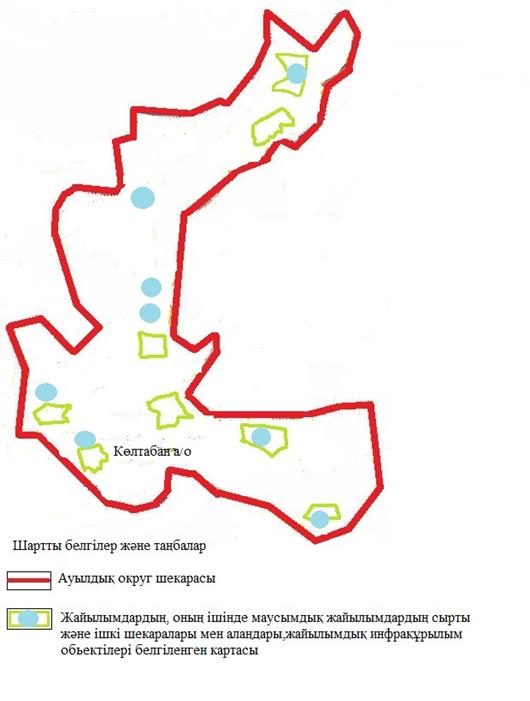 Көлтабан а/о
Шартты белгілер және таңбалар
Ауылдық округ шекарасы
Жайылымдардың, оның ішінде маусымдық жайылымдардың сырты
және ішкі шекаралары мен алаңдары,жайылымдық инфрақұрылым
обьектілері белгіленген картасы